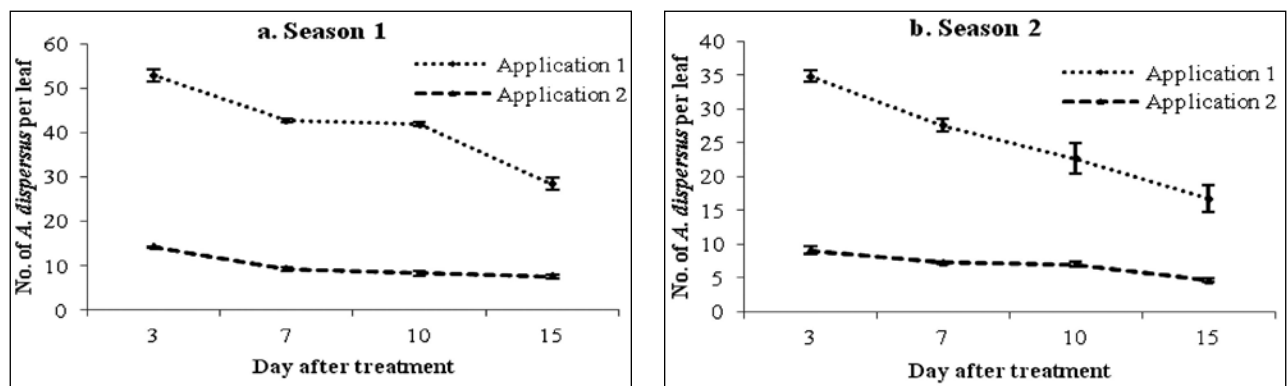 a. Season 1
No. of A. dispersus per leaf
60
50
40
30
20
10
0
Application 1
Application 2
3 7 10 15
Day after treatment
b. Season 2
No. of A. dispersus per leaf
40
35
30
25
20
15
10
5
0
Application 1
Application 2
3 7 10 15
Day after treatment